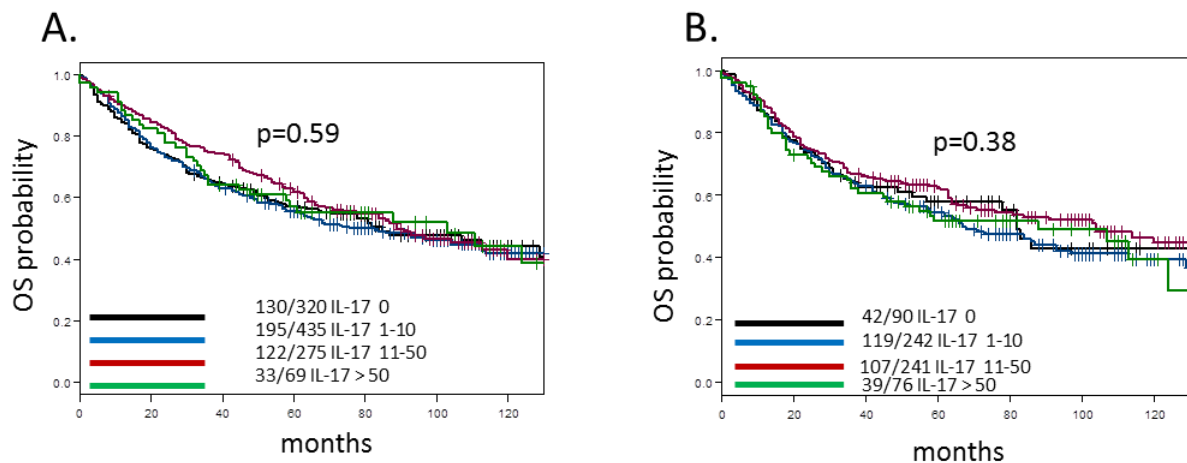 A.
1.0
0.8
0.6
0.4
0.2
0.0
OS probability
p=0.59
130/320 IL-17 0
195/435 IL-17 1-10
122/275 IL-17 11-50
33/69 IL-17 > 50
0 20 40 60 80 100 120
months
B.
1.0
0.8
0.6
0.4
0.2
0.0
OS probability
p=0.38
42/90 IL-17 0
119/242 IL-17 1-10
107/241 IL-17 11-50
39/76 IL-17 > 50
0 20 40 60 80 100 120
months